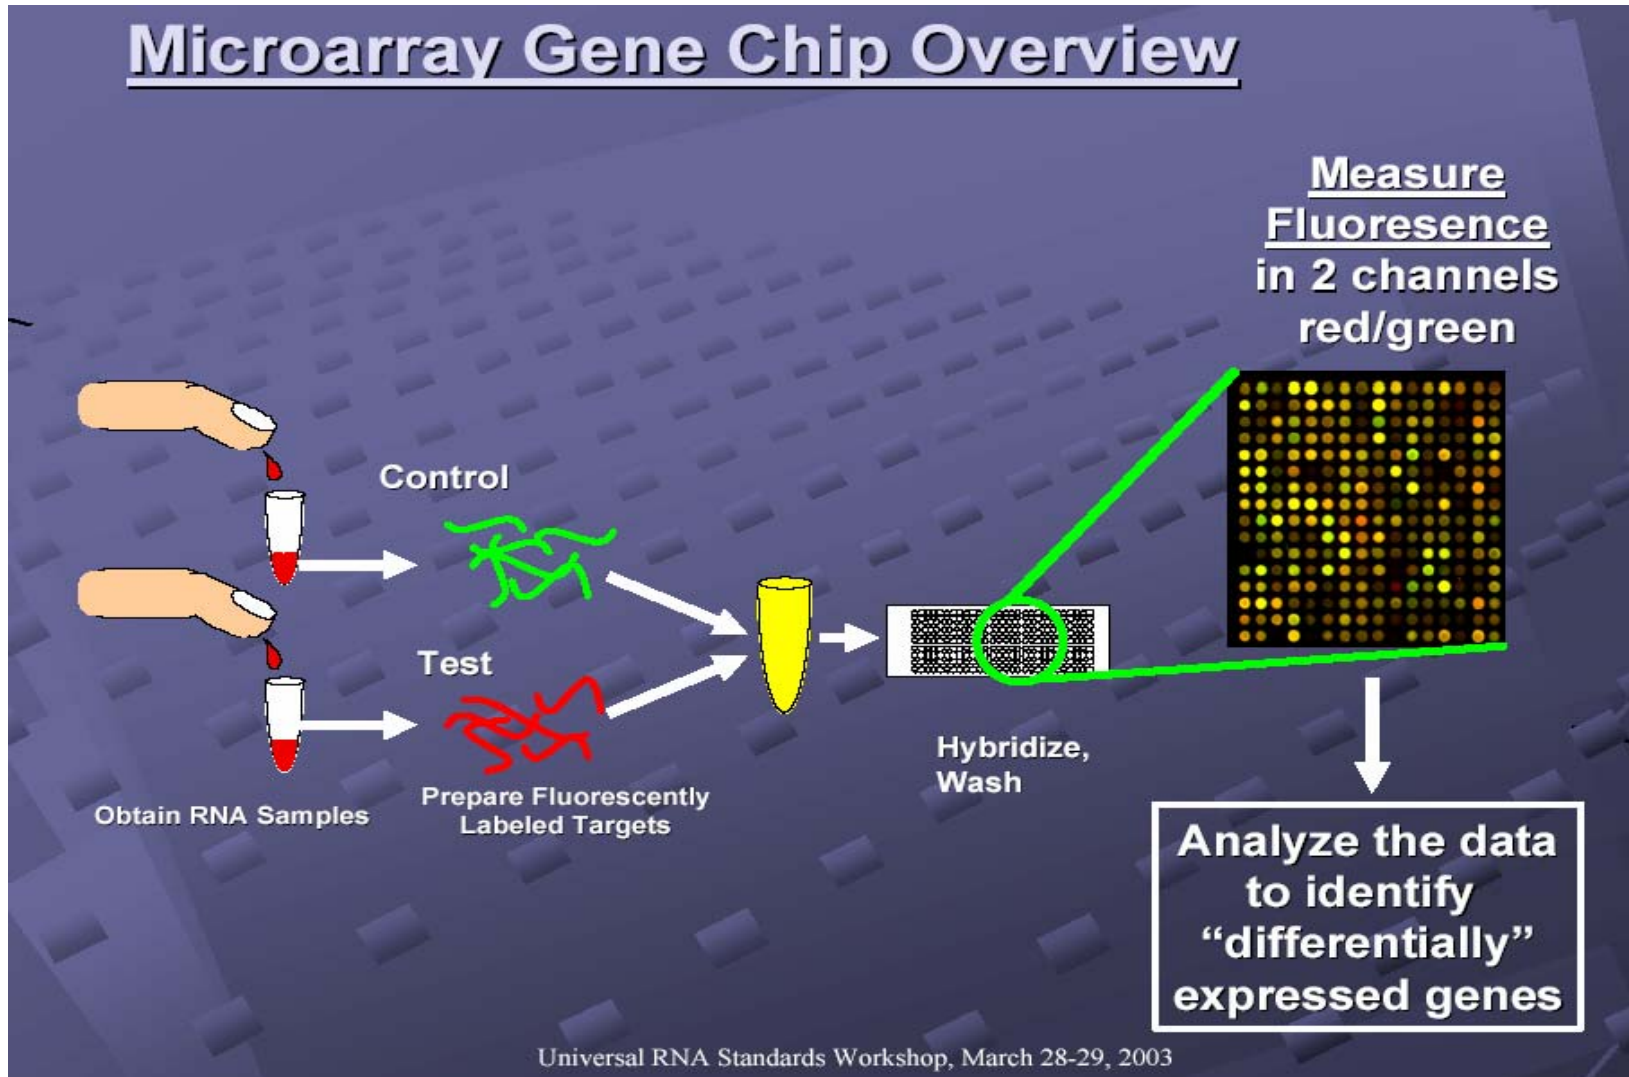 Microarray Gene Chip Overview
Measure
Fluoresence
in 2 channels
red/green
Control
Test
Hybridize,
Wash
Prepare Fluorescently
Labeled Targets
Obtain RNA Samples
Analyze the data
to identify
“differentially”
expressed genes
Universal RNA Standards Workshop, March 28-29, 2003